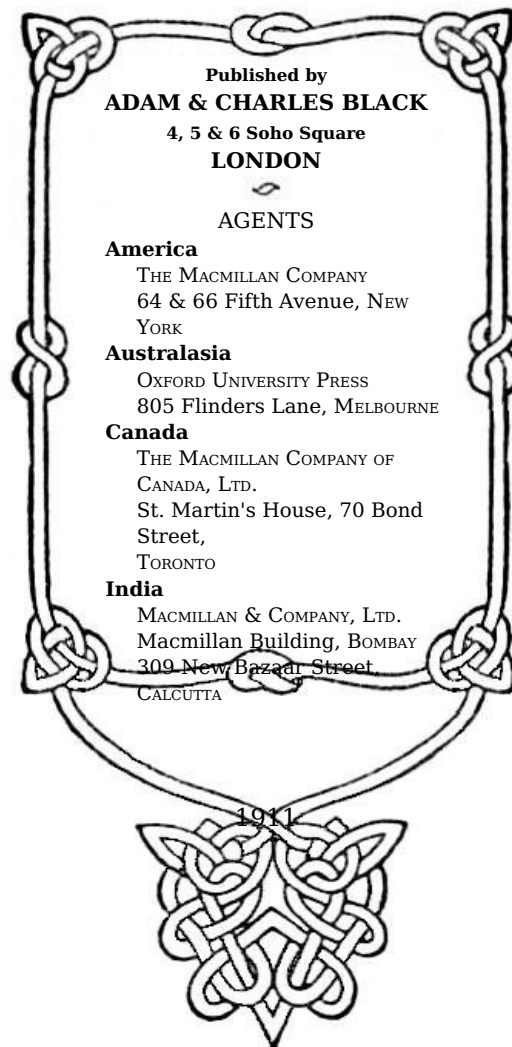 Published by
ADAM & CHARLES BLACK
4, 5 & 6 Soho Square
LONDON
AGENTS
America
The Macmillan Company
64 & 66 Fifth Avenue, New
York
Australasia
Oxford University Press
805 Flinders Lane, Melbourne
Canada
The Macmillan Company of
Canada, Ltd.
St. Martin's House, 70 Bond
Street,
Toronto
India
Macmillan & Company, Ltd.
Macmillan Building, Bombay
309 New Bazaar Street,
Calcutta
1911